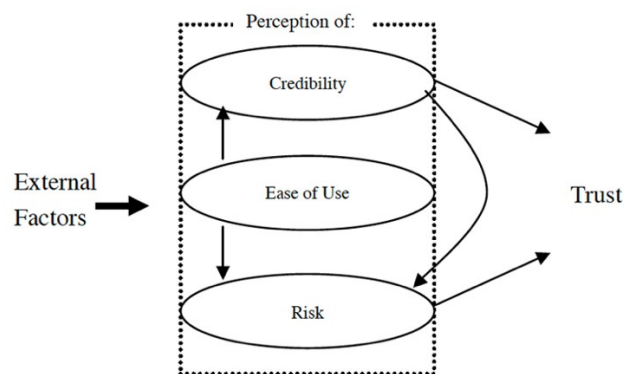 Perception of:
Credibility
External
Factors
Ease of Use
Trust
Risk